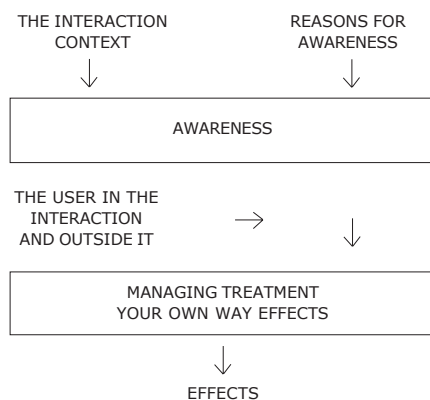 THE INTERACTION
CONTEXT
REASONS FOR
AWARENESS
AWARENESS
THE USER IN THE
INTERACTION
AND OUTSIDE IT
MANAGING TREATMENT
YOUR OWN WAY EFFECTS
EFFECTS